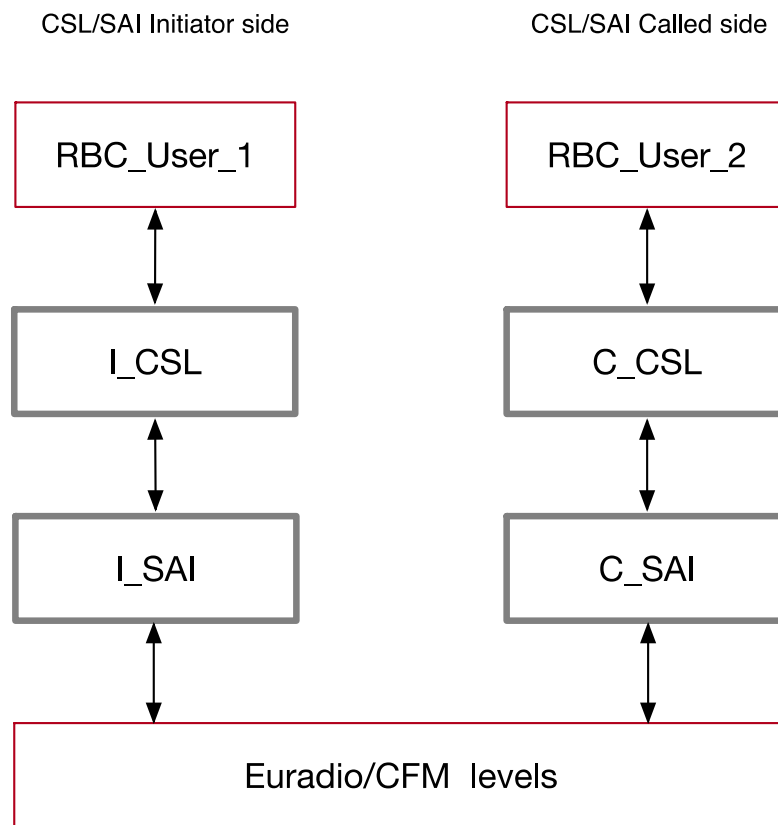 CSL/SAI Initiator side
CSL/SAI Called side
RBC_User_1
RBC_User_2
I_CSL
C_CSL
I_SAI
C_SAI
Euradio/CFM levels